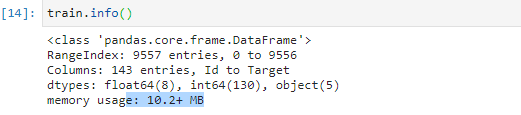 [14]: train.info()
<class 'pandas.core.frame.DataFrame'>
RangeIndex: 9557 entries, 0 to 9556
Columns: 143 entries, Id to Target
dtypes: float64(8), int64(130), object(5)
memory usage: 10.2+ MB